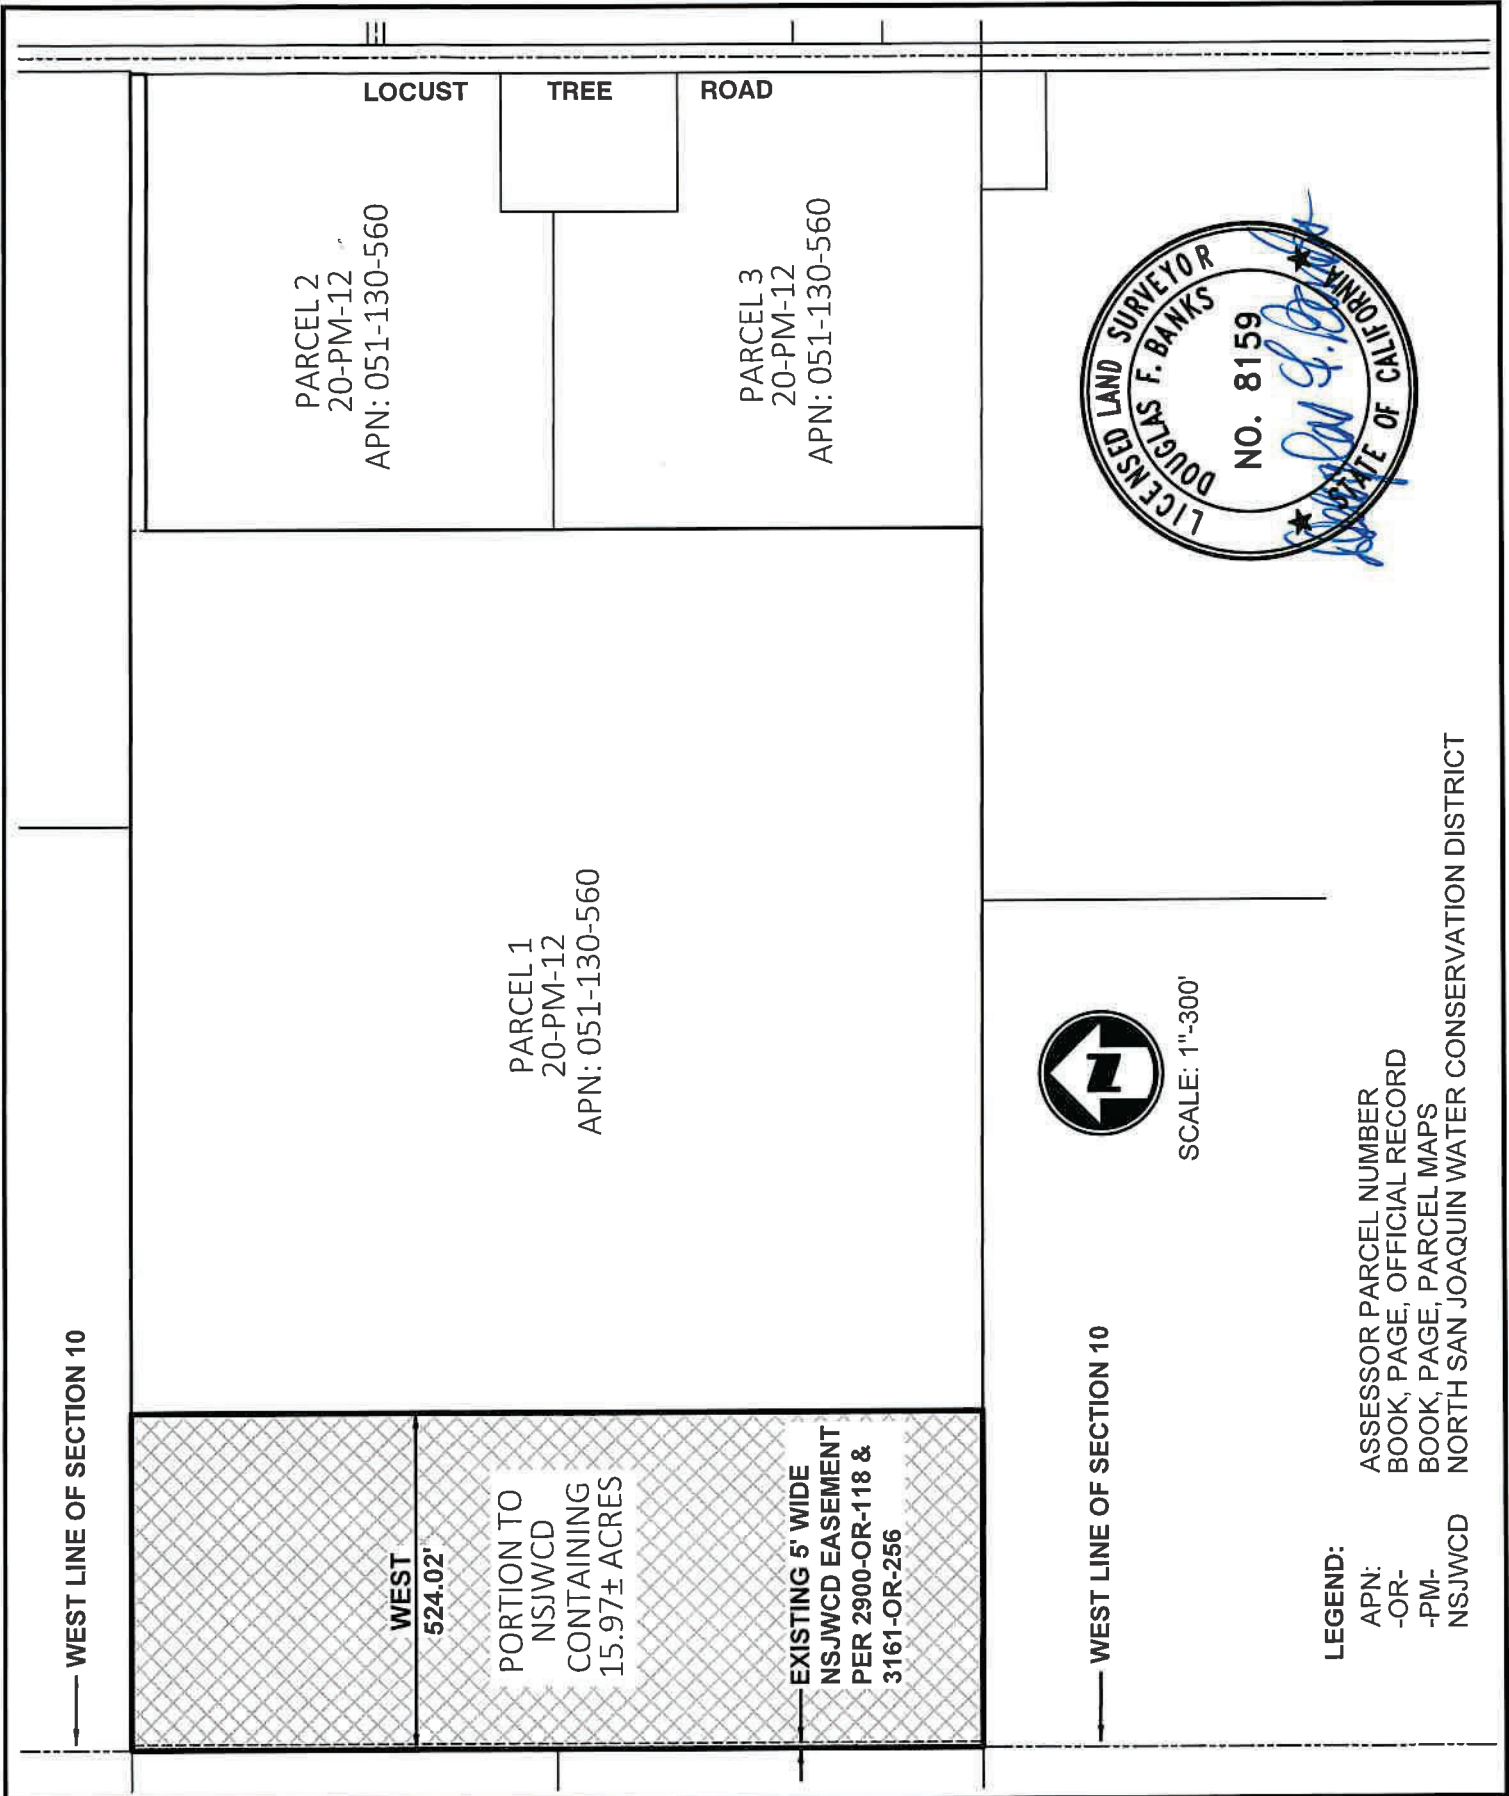 LOCUST TREE ROAD
PARCEL 2
20-PM-12
APN: 051-130-560
PARCEL 3
20-PM-12
APN: 051-130-560
PARCEL 1
20-PM-12
APN: 051-130-560
WEST LINE OF SECTION 10
WEST
524.02'
PORTION TO
NSJWCD
CONTAINING
15.97± ACRES
EXISTING 5' WIDE
NSJWCD EASEMENT
PER 2900-OR-118 &
3161-OR-256
WEST LINE OF SECTION 10
N
SCALE: 1"-300'
LICENSED LAND SURVEYOR
DOUGLAS F. BANKS
NO. 8159
Douglas F. Banks
STATE OF CALIFORNIA
LEGEND:
APN: ASSESSOR PARCEL NUMBER
-OR- BOOK, PAGE, OFFICIAL RECORD
-PM- BOOK, PAGE, PARCEL MAPS
NSJWCD NORTH SAN JOAQUIN WATER CONSERVATION DISTRICT